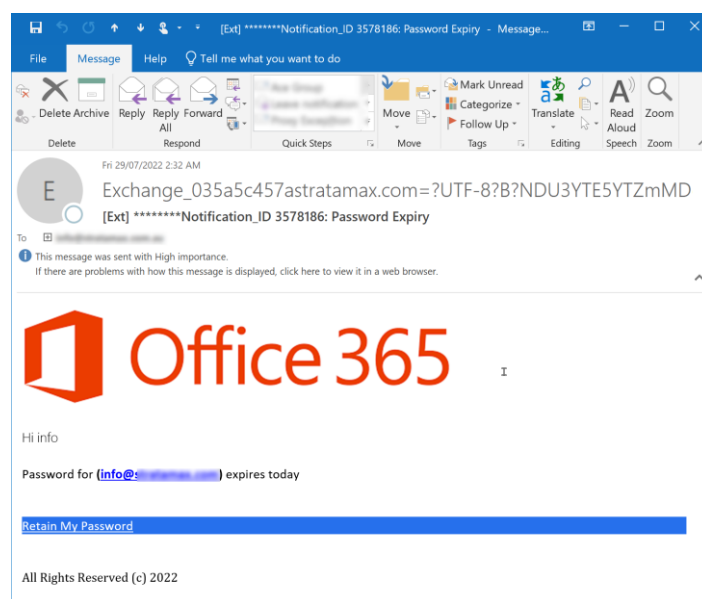 [Ext] ********Notification_ID 3578186: Password Expiry - Message...
File Message Help Tell me what you want to do
Delete Archive Reply Reply All Forward Move Mark Unread Categorize Follow Up Translate Read Aloud Zoom
Delete Respond Quick Steps Move Tags Editing Speech Zoom
Fri 29/07/2022 2:32 AM
E
Exchange_035a5c457astratamax.com=?UTF-8?B?NDU3YTE5YTZmMD
[Ext] ********Notification_ID 3578186: Password Expiry
To
This message was sent with High importance.
If there are problems with how this message is displayed, click here to view it in a web browser.
Office 365
Hi info
Password for (info@ ) expires today
Retain My Password
All Rights Reserved (c) 2022